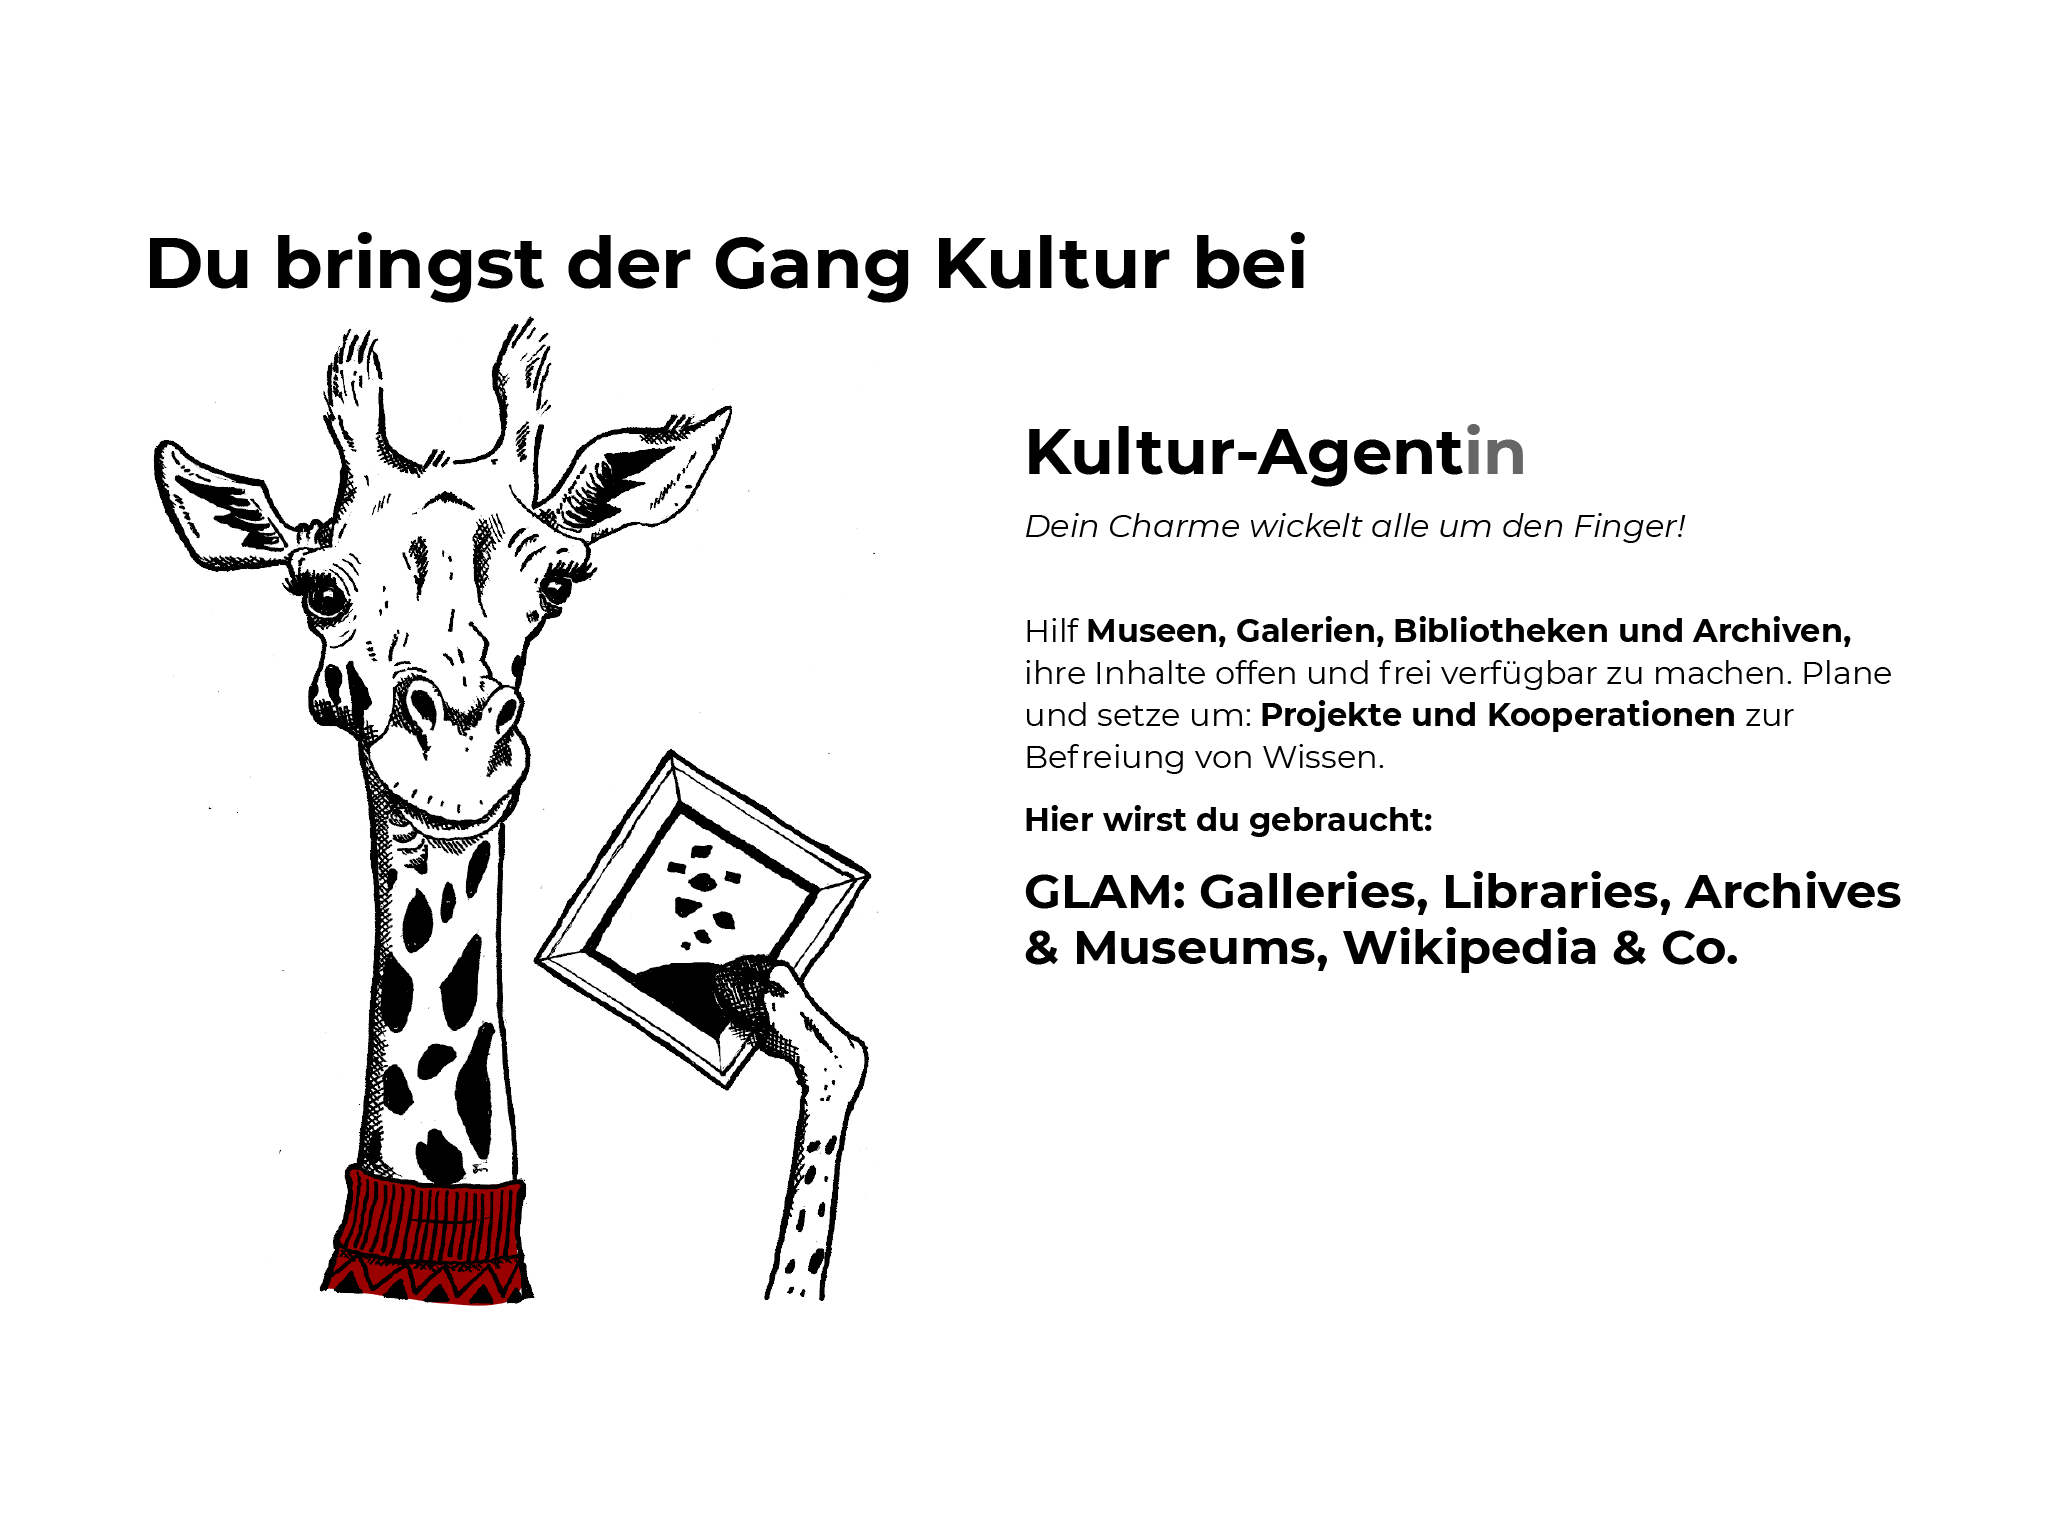 Du bringst der Gang Kultur bei
Kultur-Agentin
Dein Charme wickelt alle um den Finger!
Hilf Museen, Galerien, Bibliotheken und Archiven,
ihre Inhalte offen und frei verfügbar zu machen. Plane
und setze um: Projekte und Kooperationen zur
Befreiung von Wissen.
Hier wirst du gebraucht:
GLAM: Galleries, Libraries, Archives
& Museums, Wikipedia & Co.